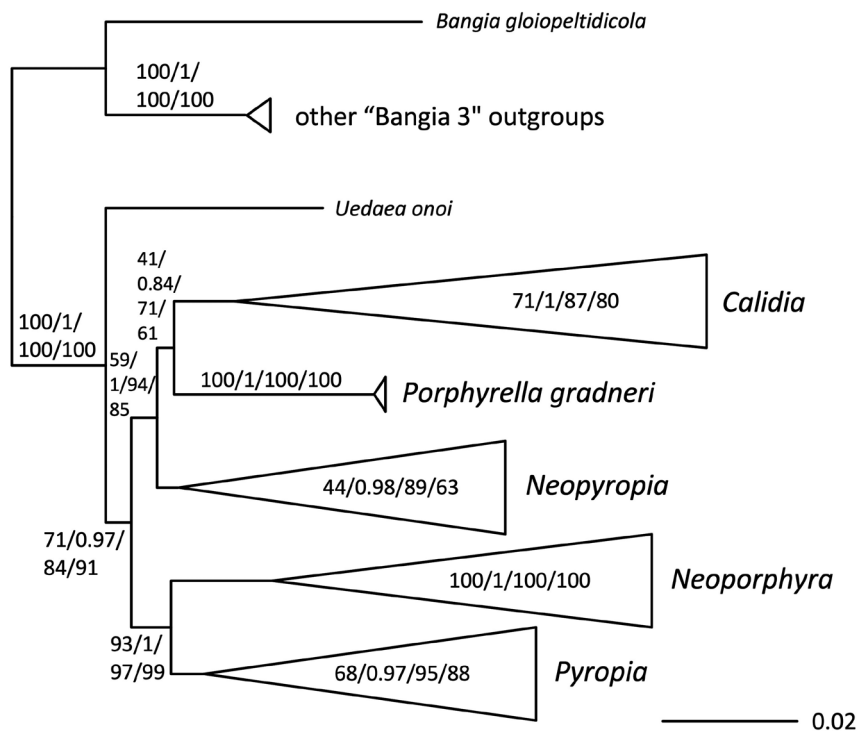 Bangia gloiopeltidicola
100/1/
100/100
other “Bangia 3" outgroups
Uedaea onoi
41/
0.84/
71/
61
71/1/87/80
Calidia
100/1/
100/100
59/
1/94/
85
100/1/100/100
Porphyrella gradneri
44/0.98/89/63
Neopyropia
71/0.97/
84/91
100/1/100/100
Neoporphyra
93/1/
97/99
68/0.97/95/88
Pyropia
0.02